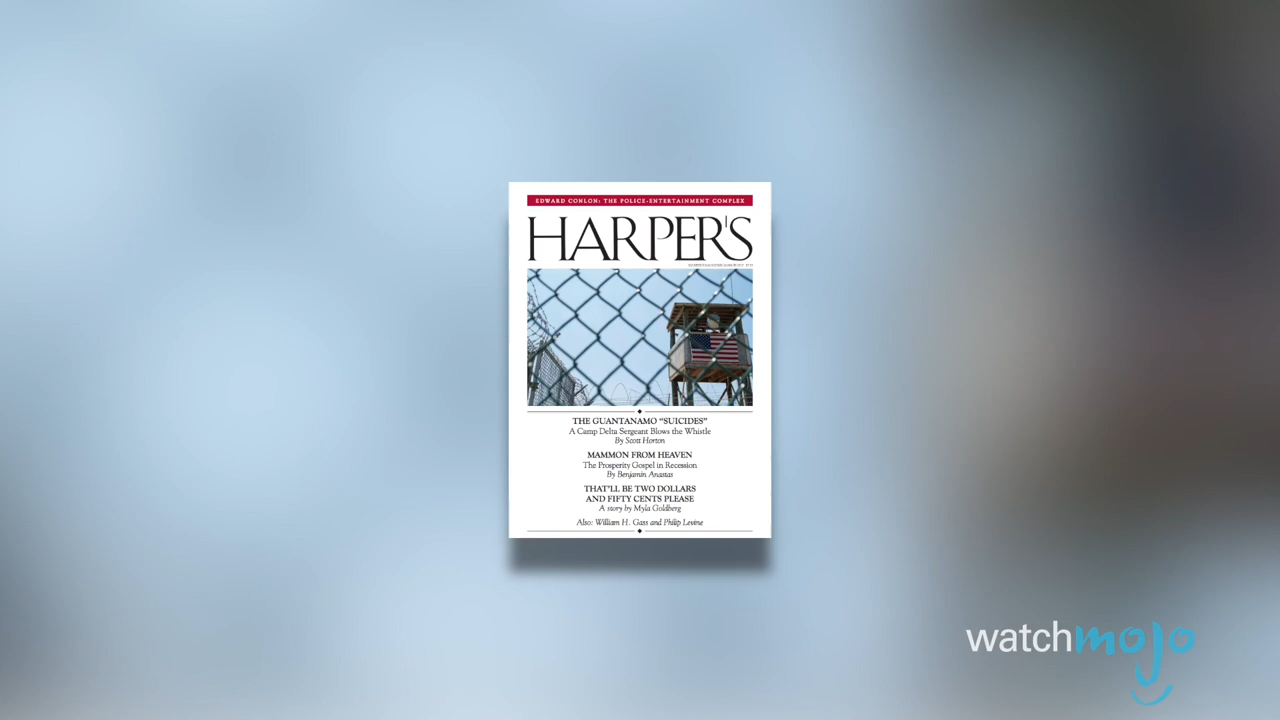 EDWARD CONLON: THE POLICE-ENTERTAINMENT COMPLEX
HARPER'S
THE GUANTANAMO “SUICIDES”
A Camp Delta Sergeant Blows the Whistle
By Scott Horton
MAMMON FROM HEAVEN
The Prosperity Gospel in Recession
By Benjamin Anastas
THAT'LL BE TWO DOLLARS
AND FIFTY CENTS PLEASE
A story by Myla Goldberg
Also: William H. Gass and Philip Levine
watchmojo